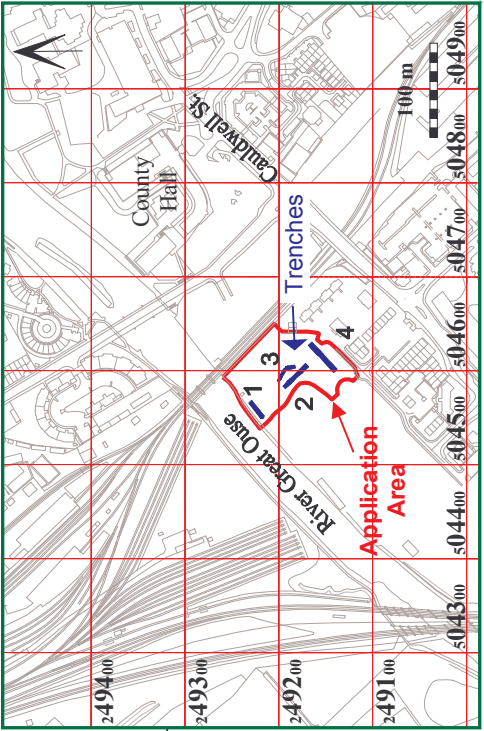 County
Hall
Cauldwell St.
100 m
Trenches
1
2
3
4
River Great Ouse
Application
Area
249400
249300
249200
249100
504300
504400
504500
504600
504700
504800
504900